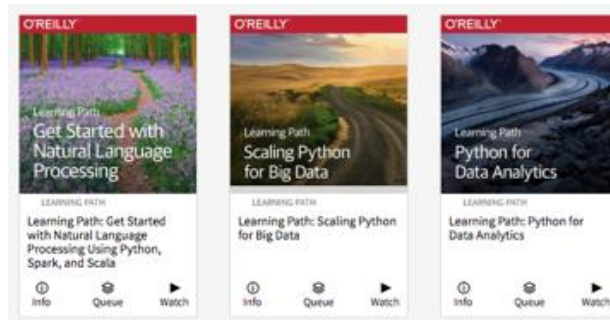 O'REILLY
Learning Path
Get Started with
Natural Language
Processing
LEARNING PATH
Learning Path: Get Started
with Natural Language
Processing Using Python,
Spark, and Scala
Info Queue Watch
O'REILLY
Learning Path
Scaling Python
for Big Data
LEARNING PATH
Learning Path: Scaling Python
for Big Data
Info Queue Watch
O'REILLY
Learning Path
Python for
Data Analytics
LEARNING PATH
Learning Path: Python for
Data Analytics
Info Queue Watch